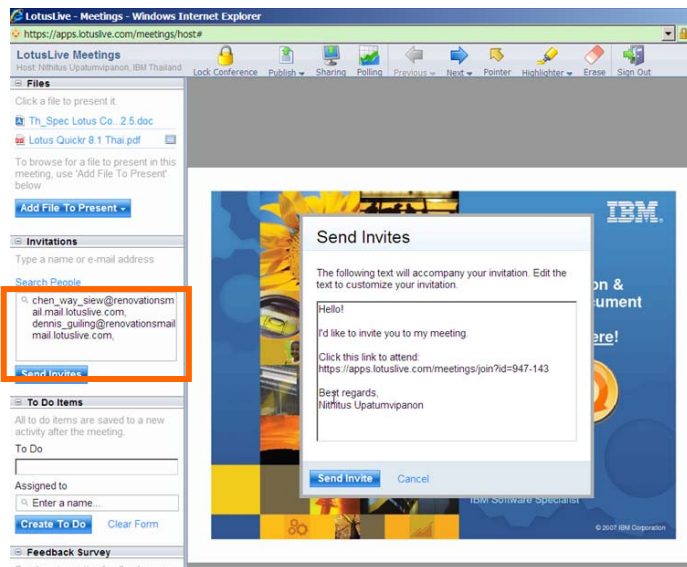 LotusLive - Meetings - Windows Internet Explorer
https://apps.lotuslive.com/meetings/host#
LotusLive Meetings
Host: Nithitus Upatumvipanon, IBM Thailand
Lock Conference Publish Sharing Polling Previous Next Pointer Highlighter Erase Sign Out
Files
Click a file to present it.
Th_Spec Lotus Co...2.5.doc
Lotus Quickr 8.1 Thai.pdf
To browse for a file to present in this
meeting, use 'Add File To Present'
below
Add File To Present
Invitations
Type a name or e-mail address
Search People
chen_way_siew@renovationsm
ail.mail.lotuslive.com,
dennis_guiling@renovationsmail
mail.lotuslive.com,
Send Invites
To Do Items
All to do items are saved to a new
activity after the meeting.
To Do
Assigned to
Enter a name...
Create To Do Clear Form
Feedback Survey
IBM.
on &
cument
ere!
Send Invites
The following text will accompany your invitation. Edit the
text to customize your invitation.
Hello!
I'd like to invite you to my meeting.
Click this link to attend:
https://apps.lotuslive.com/meetings/join?id=947-143
Best regards,
Nithitus Upatumvipanon
Send Invite Cancel
IBM Software Specialist
© 2007 IBM Corporation